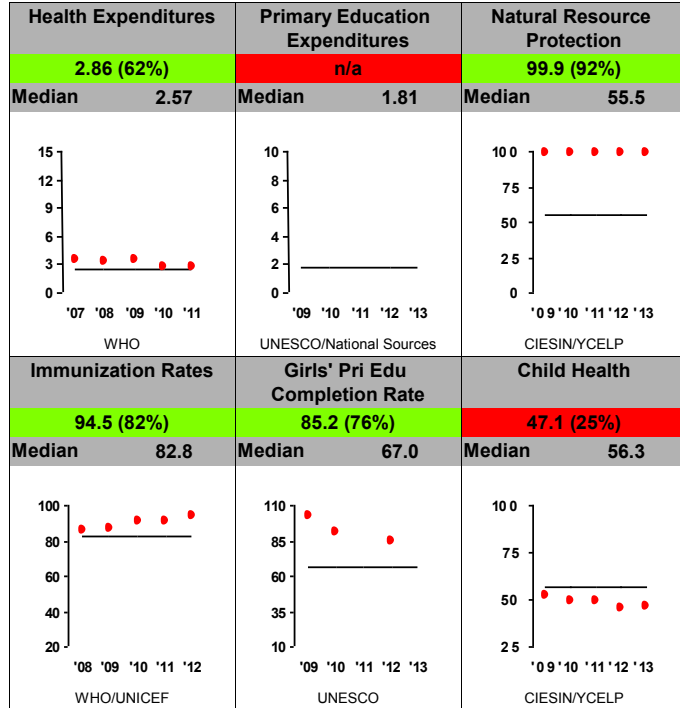 Health Expenditures
2.86 (62%)
Median 2.57
15
12
9
6
3
0
'07 '08 '09 '10 '11
WHO
Primary Education
Expenditures
n/a
Median 1.81
10
8
6
4
2
0
'09 '10 '11 '12 '13
UNESCO/National Sources
Natural Resource
Protection
99.9 (92%)
Median 55.5
100
75
50
25
0
'09 '10 '11 '12 '13
CIESIN/YCELP
Immunization Rates
94.5 (82%)
Median 82.8
100
80
60
40
20
'08 '09 '10 '11 '12
WHO/UNICEF
Girls' Pri Edu
Completion Rate
85.2 (76%)
Median 67.0
110
85
60
35
10
'09 '10 '11 '12 '13
UNESCO
Child Health
47.1 (25%)
Median 56.3
100
75
50
25
'09 '10 '11 '12 '13
CIESIN/YCELP